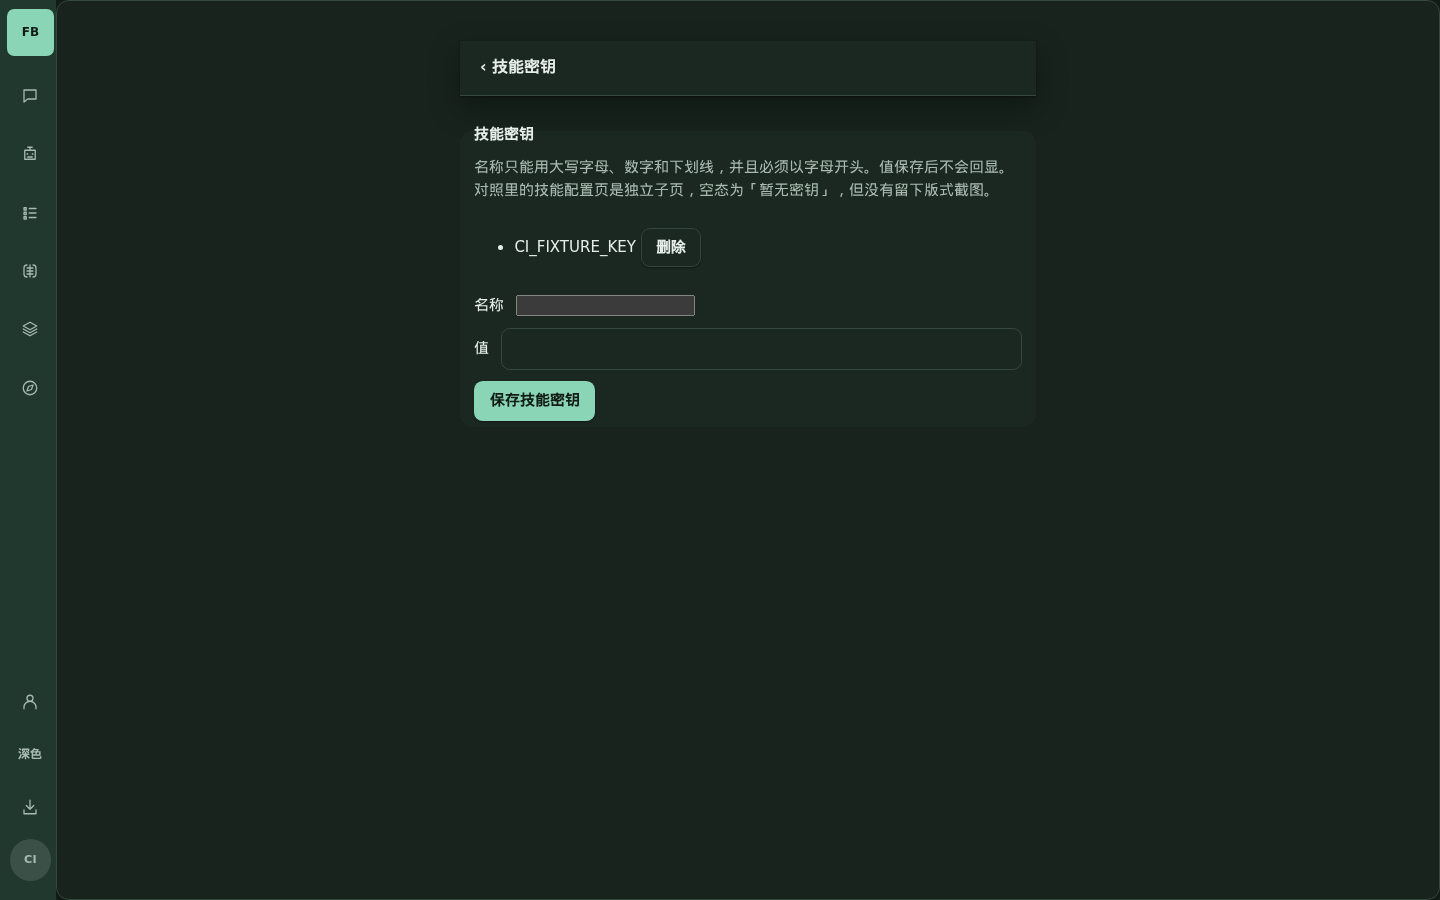 FB
‹ 技能密钥
技能密钥
名称只能用大写字母、数字和下划线，并且必须以字母开头。值保存后不会回显。
对照里的技能配置页是独立子页，空态为「暂无密钥」，但没有留下版式截图。
• CI_FIXTURE_KEY 删除
名称
值
保存技能密钥
深色
CI